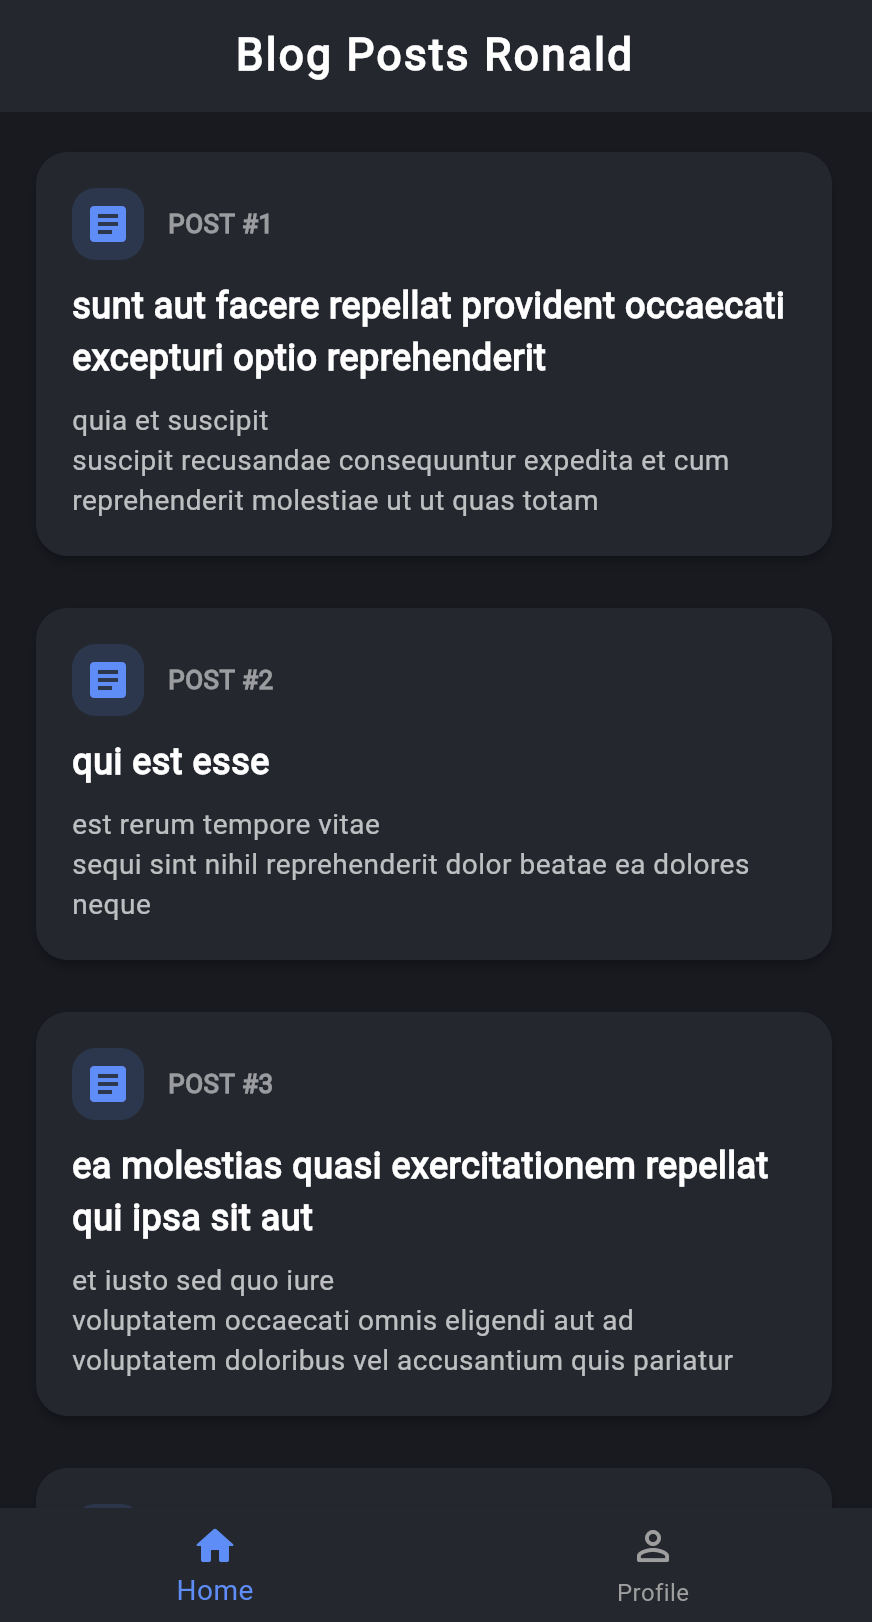 Blog Posts Ronald
POST #1
sunt aut facere repellat provident occaecati
excepturi optio reprehenderit
quia et suscipit
suscipit recusandae consequuntur expedita et cum
reprehenderit molestiae ut ut quas totam
POST #2
qui est esse
est rerum tempore vitae
sequi sint nihil reprehenderit dolor beatae ea dolores
neque
POST #3
ea molestias quasi exercitationem repellat
qui ipsa sit aut
et iusto sed quo iure
voluptatem occaecati omnis eligendi aut ad
voluptatem doloribus vel accusantium quis pariatur
Home
Profile